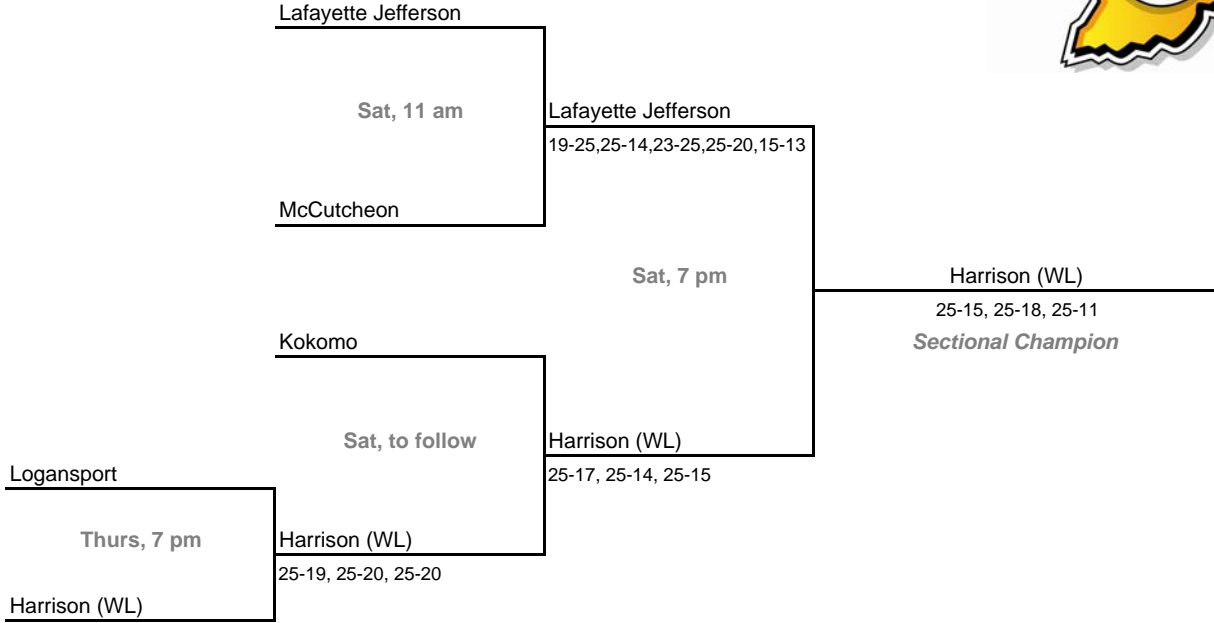 Lafayette Jefferson
Sat, 11 am
Lafayette Jefferson
19-25,25-14,23-25,25-20,15-13
McCutcheon
Sat, 7 pm
Harrison (WL)
25-15, 25-18, 25-11
Sectional Champion
Kokomo
Sat, to follow
Harrison (WL)
25-17, 25-14, 25-15
Logansport
Thurs, 7 pm
Harrison (WL)
25-19, 25-20, 25-20
Harrison (WL)